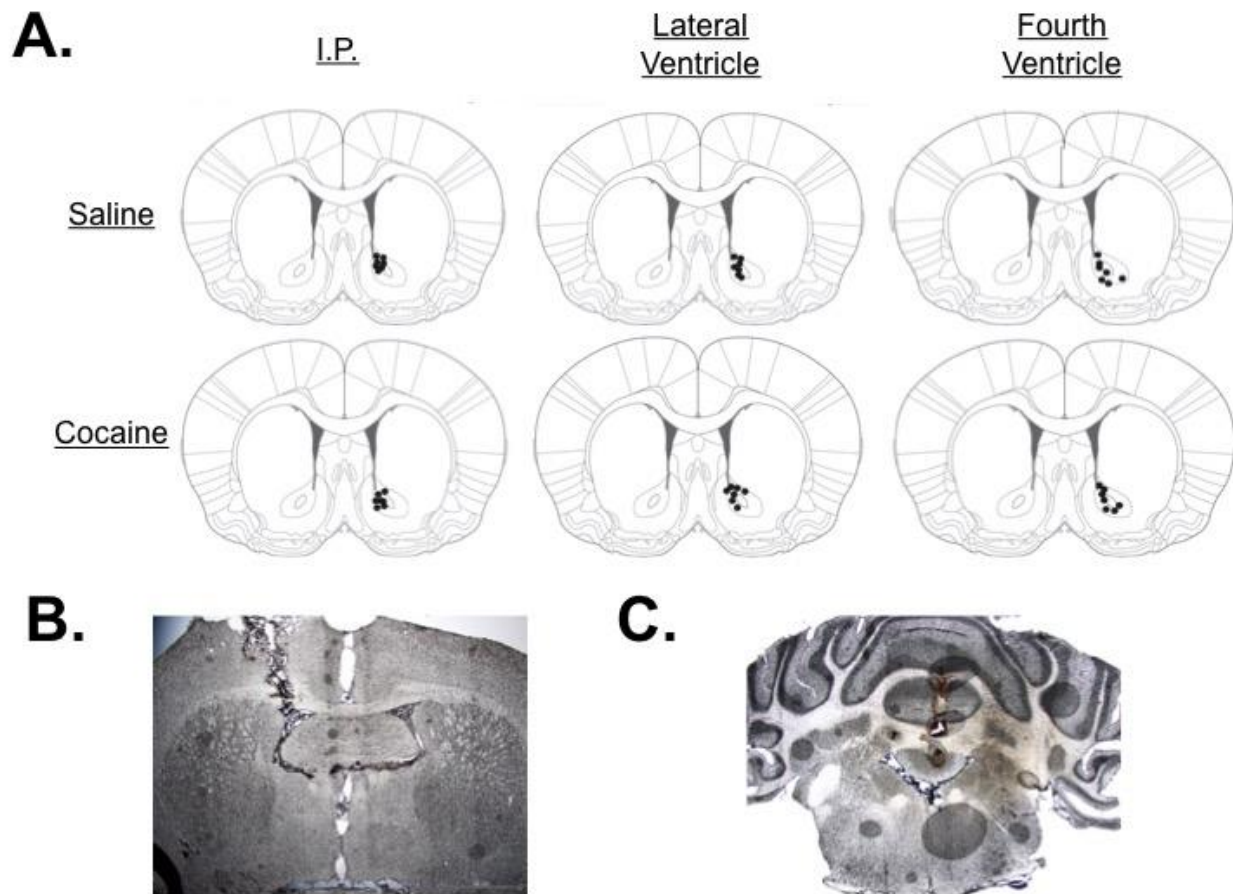 A.
I.P.
Lateral
Ventricle
Fourth
Ventricle
Saline
Cocaine
B.
C.